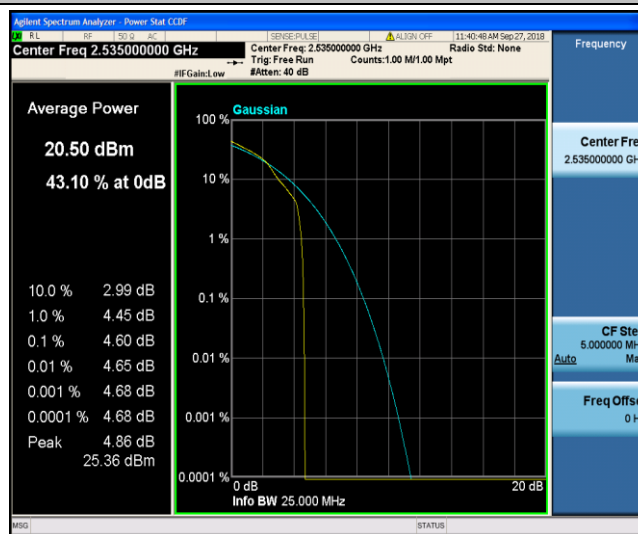 Agilent Spectrum Analyzer - Power Stat CCDF
RL RF 50 Ω AC SENSE:PULSE ALIGN OFF 11:40:48 AM Sep 27, 2018
Center Freq 2.535000000 GHz
Center Freq: 2.535000000 GHz Radio Std: None
Trig: Free Run Counts:1.00 M/1.00 Mpt
#IFGain:Low #Atten: 40 dB
Frequency
Average Power
20.50 dBm
43.10 % at 0dB
10.0 % 2.99 dB
1.0 % 4.45 dB
0.1 % 4.60 dB
0.01 % 4.65 dB
0.001 % 4.68 dB
0.0001 % 4.68 dB
Peak 4.86 dB
25.36 dBm
Gaussian
100 %
10 %
1 %
0.1 %
0.01 %
0.001 %
0.0001 %
0 dB 20 dB
Info BW 25.000 MHz
Center Fre
2.535000000 GH
CF Ste
5.000000 MH
Auto Ma
Freq Offse
0 H
MSG STATUS